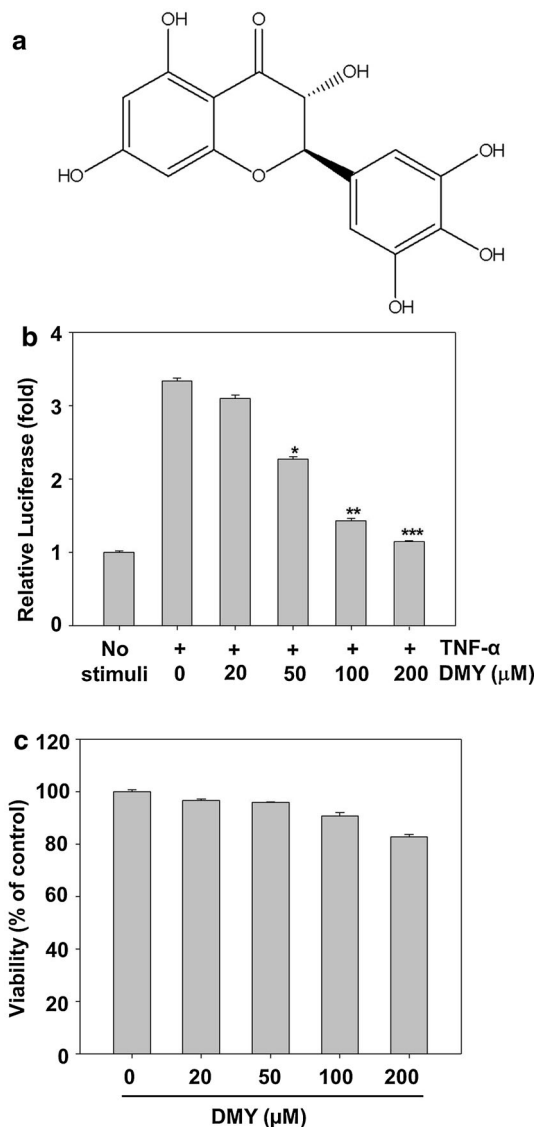 a
OH O
OH
HO O
OH
OH
OH
b
Relative Luciferase (fold)
4
3
2
1
0
* ** ***
No stimuli + + + + + TNF-α
0 20 50 100 200 DMY (μM)
c
Viability (% of control)
120
100
80
60
40
20
0
0 20 50 100 200
DMY (μM)